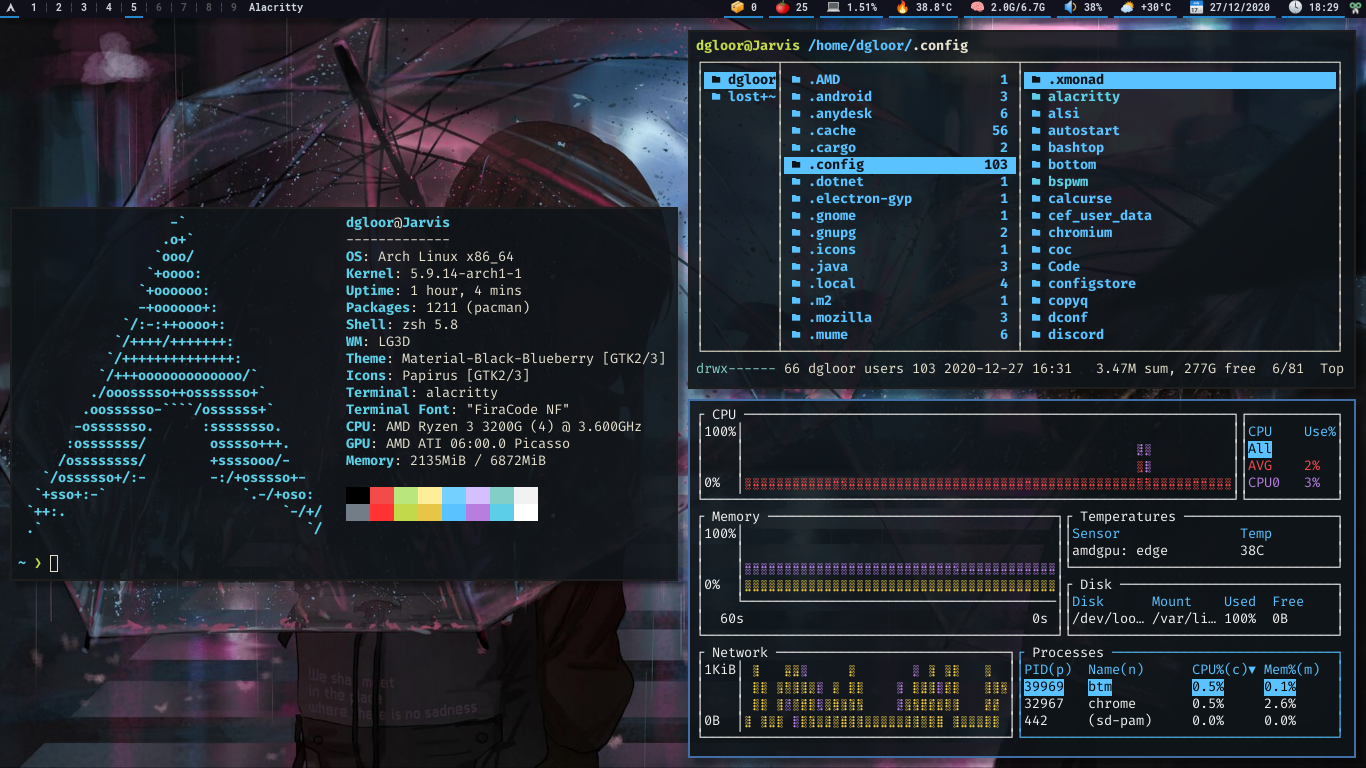 1 2 3 4 5 6 7 8 9 Alacritty 0 25 1.51% 38.8°C 2.0G/6.7G 38% +30°C 27/12/2020 18:29
dgloor@Jarvis
-------------
OS: Arch Linux x86_64
Kernel: 5.9.14-arch1-1
Uptime: 1 hour, 4 mins
Packages: 1211 (pacman)
Shell: zsh 5.8
WM: LG3D
Theme: Material-Black-Blueberry [GTK2/3]
Icons: Papirus [GTK2/3]
Terminal: alacritty
Terminal Font: "FiraCode NF"
CPU: AMD Ryzen 3 3200G (4) @ 3.600GHz
GPU: AMD ATI 06:00.0 Picasso
Memory: 2135MiB / 6872MiB
~ ❯
We shall meet
in the place
where there is no sadness
dgloor@Jarvis /home/dgloor/.config
dgloor .AMD 1 .xmonad
lost+~ .android 3 alacritty
.anydesk 6 alsi
.cache 56 autostart
.cargo 2 bashtop
.config 103 bottom
.dotnet 1 bspwm
.electron-gyp 1 calcurse
.gnome 1 cef_user_data
.gnupg 2 chromium
.icons 1 coc
.java 3 Code
.local 4 configstore
.m2 1 copyq
.mozilla 3 dconf
.mume 6 discord
drwx------ 66 dgloor users 103 2020-12-27 16:31 3.47M sum, 277G free 6/81 Top
CPU
100%
0%
CPU Use%
All
AVG 2%
CPU0 3%
Memory
100%
0%
60s 0s
Temperatures
Sensor Temp
amdgpu: edge 38C
Disk
Disk Mount Used Free
/dev/loo… /var/li… 100% 0B
Network
1KiB
0B
Processes
PID(p) Name(n) CPU%(c)▼ Mem%(m)
39969 btm 0.5% 0.1%
32967 chrome 0.5% 2.6%
442 (sd-pam) 0.0% 0.0%